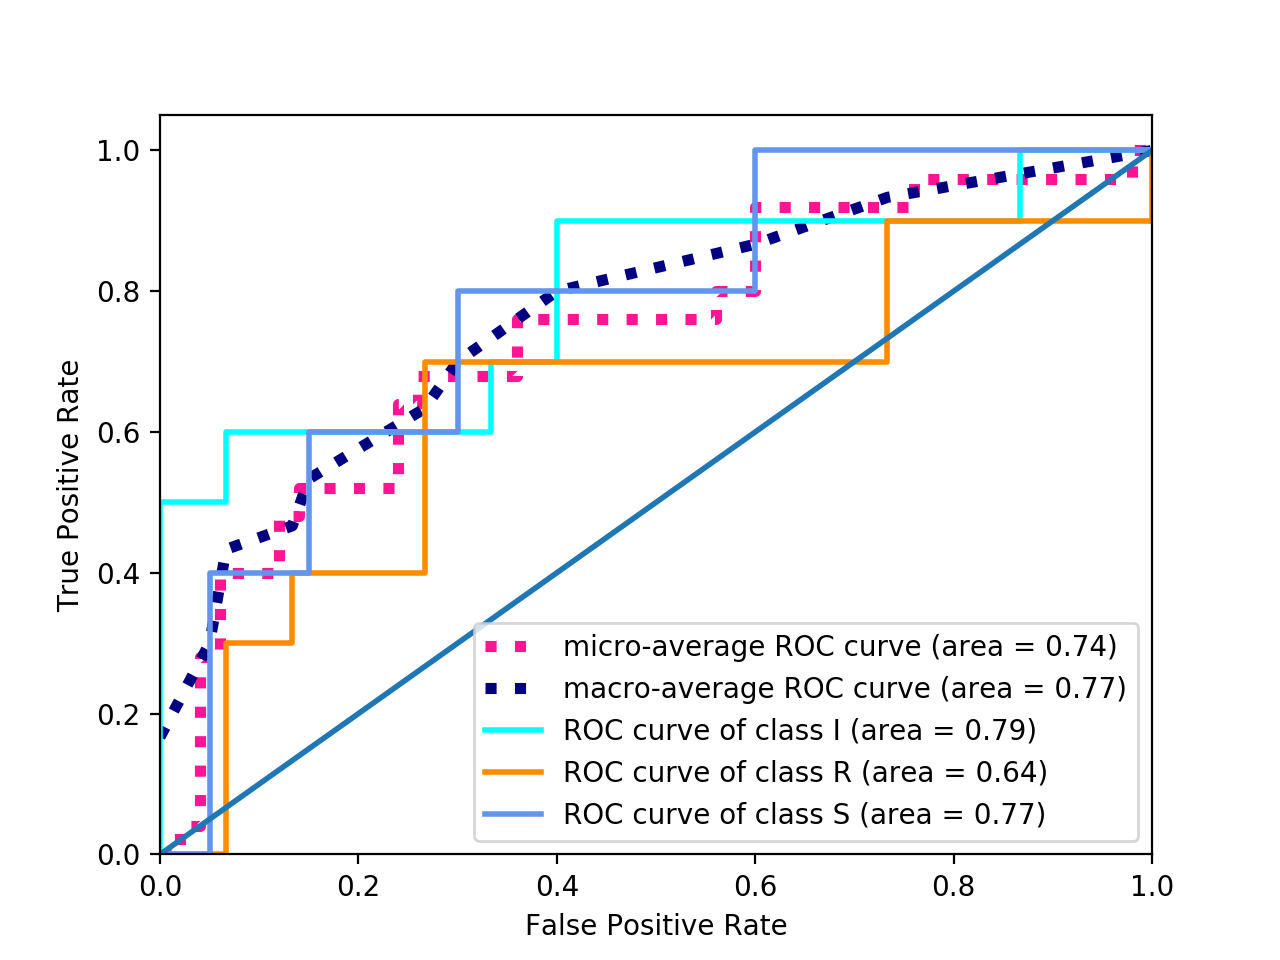 1.0
0.8
0.6
0.4
0.2
0.0
True Positive Rate
micro-average ROC curve (area = 0.74)
macro-average ROC curve (area = 0.77)
ROC curve of class I (area = 0.79)
ROC curve of class R (area = 0.64)
ROC curve of class S (area = 0.77)
0.0 0.2 0.4 0.6 0.8 1.0
False Positive Rate